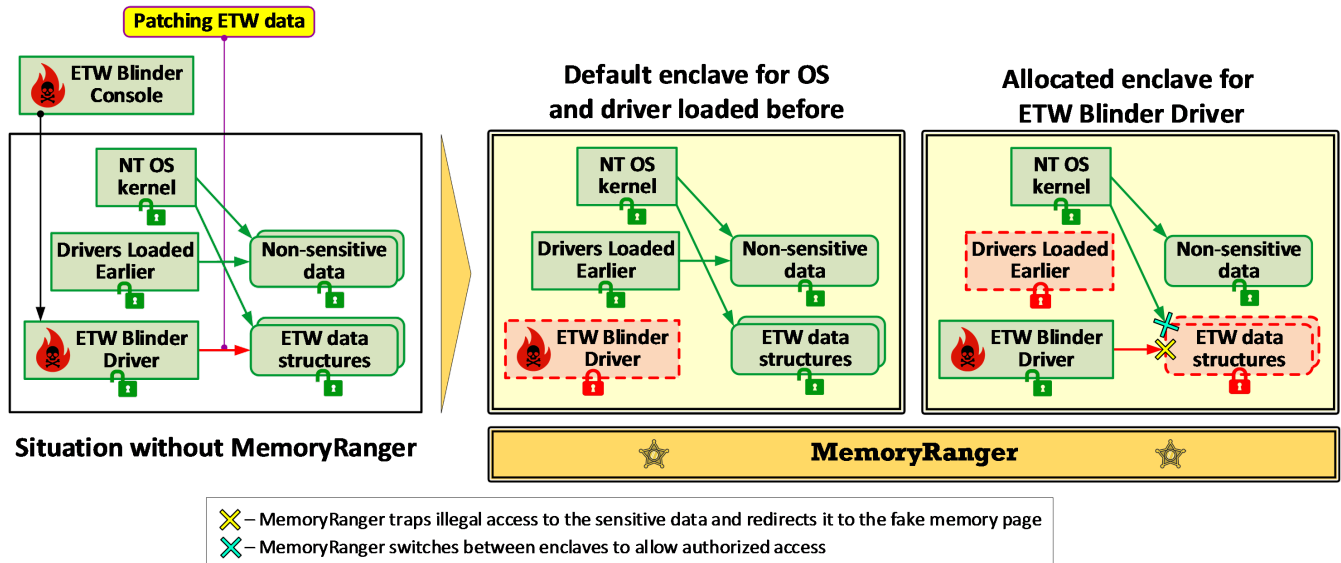 Patching ETW data
ETW Blinder
Console
NT OS
kernel
Drivers Loaded
Earlier
Non-sensitive
data
ETW Blinder
Driver
ETW data
structures
Situation without MemoryRanger
Default enclave for OS
and driver loaded before
NT OS
kernel
Drivers Loaded
Earlier
Non-sensitive
data
ETW Blinder
Driver
ETW data
structures
Allocated enclave for
ETW Blinder Driver
NT OS
kernel
Drivers Loaded
Earlier
Non-sensitive
data
ETW Blinder
Driver
ETW data
structures
MemoryRanger
– MemoryRanger traps illegal access to the sensitive data and redirects it to the fake memory page
– MemoryRanger switches between enclaves to allow authorized access